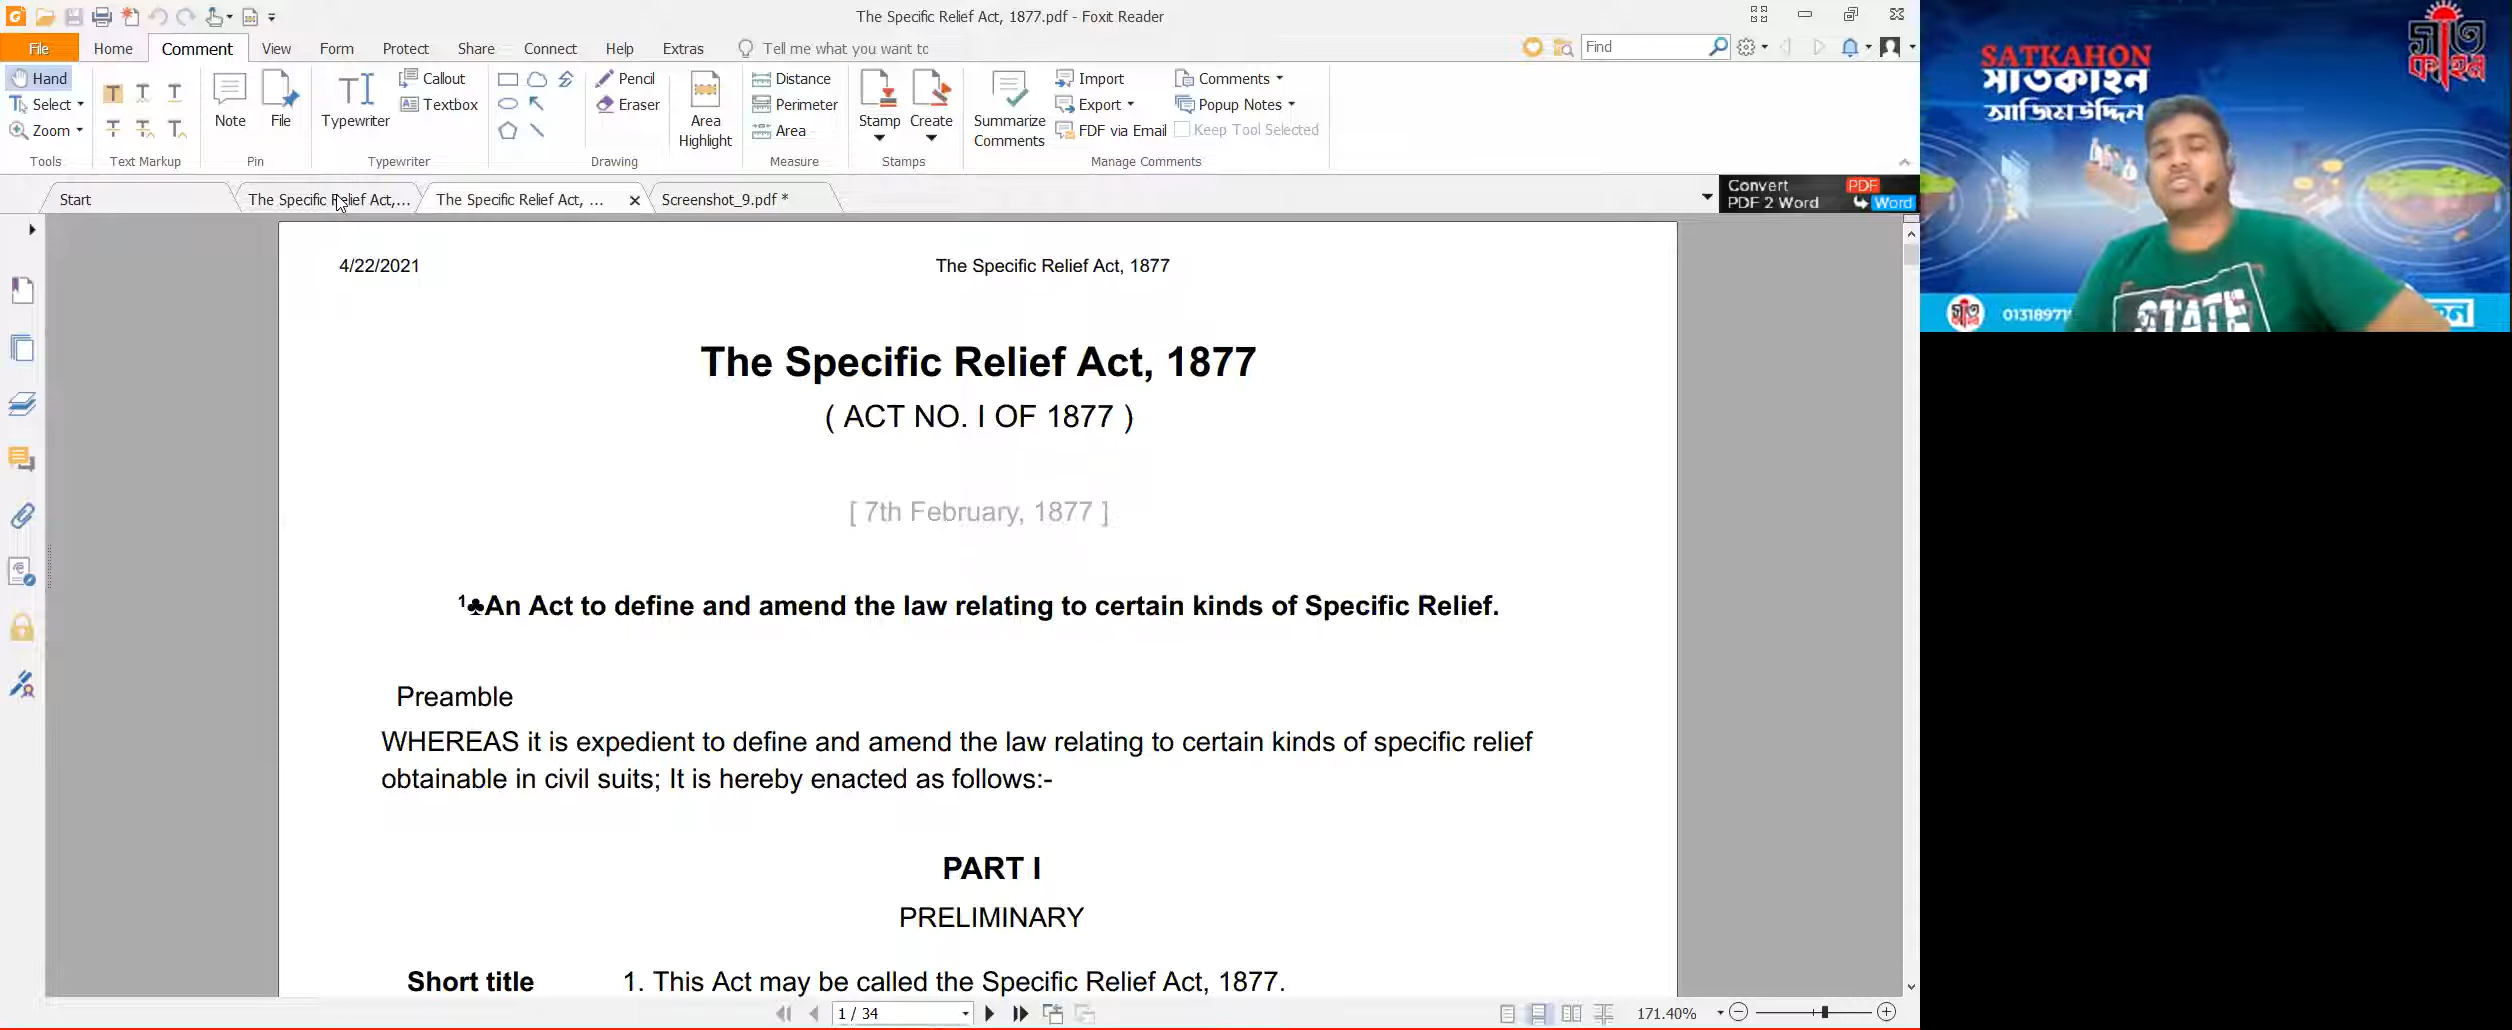 The Specific Relief Act, 1877.pdf - Foxit Reader
File Home Comment View Form Protect Share Connect Help Extras Tell me what you want to Find
Hand
Select
Zoom
Tools
Text Markup
Note
File
Pin
Typewriter
Callout
Textbox
Typewriter
Pencil
Eraser
Drawing
Area
Highlight
Distance
Perimeter
Area
Measure
Stamp
Create
Stamps
Summarize
Comments
Import
Export
FDF via Email
Comments
Popup Notes
Keep Tool Selected
Manage Comments
Start
The Specific Relief Act,...
The Specific Relief Act, ...
Screenshot_9.pdf *
Convert PDF
PDF 2 Word Word
4/22/2021 The Specific Relief Act, 1877
The Specific Relief Act, 1877
( ACT NO. I OF 1877 )
[ 7th February, 1877 ]
1♣An Act to define and amend the law relating to certain kinds of Specific Relief.
Preamble
WHEREAS it is expedient to define and amend the law relating to certain kinds of specific relief
obtainable in civil suits; It is hereby enacted as follows:-
PART I
PRELIMINARY
Short title 1. This Act may be called the Specific Relief Act, 1877.
1 / 34
171.40%
SATKAHON
সাতকাহন
আজিম উদ্দিন
সাত
কাহন
STATE